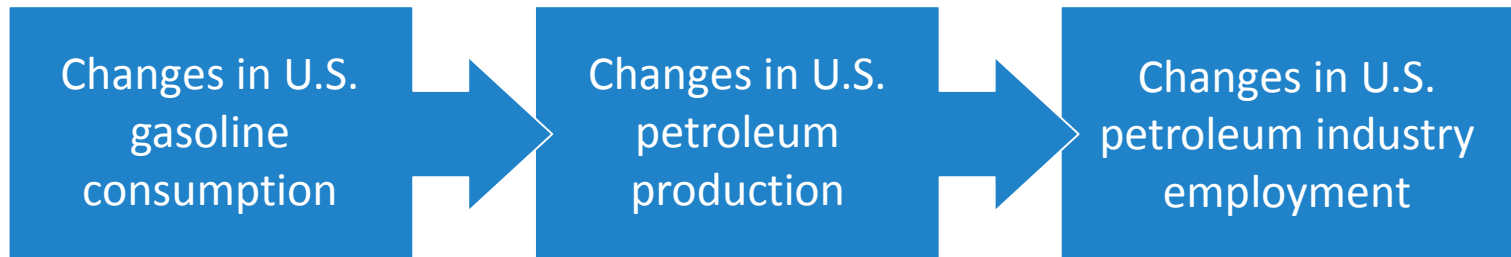 Changes in U.S.
gasoline
consumption
Changes in U.S.
petroleum
production
Changes in U.S.
petroleum industry
employment